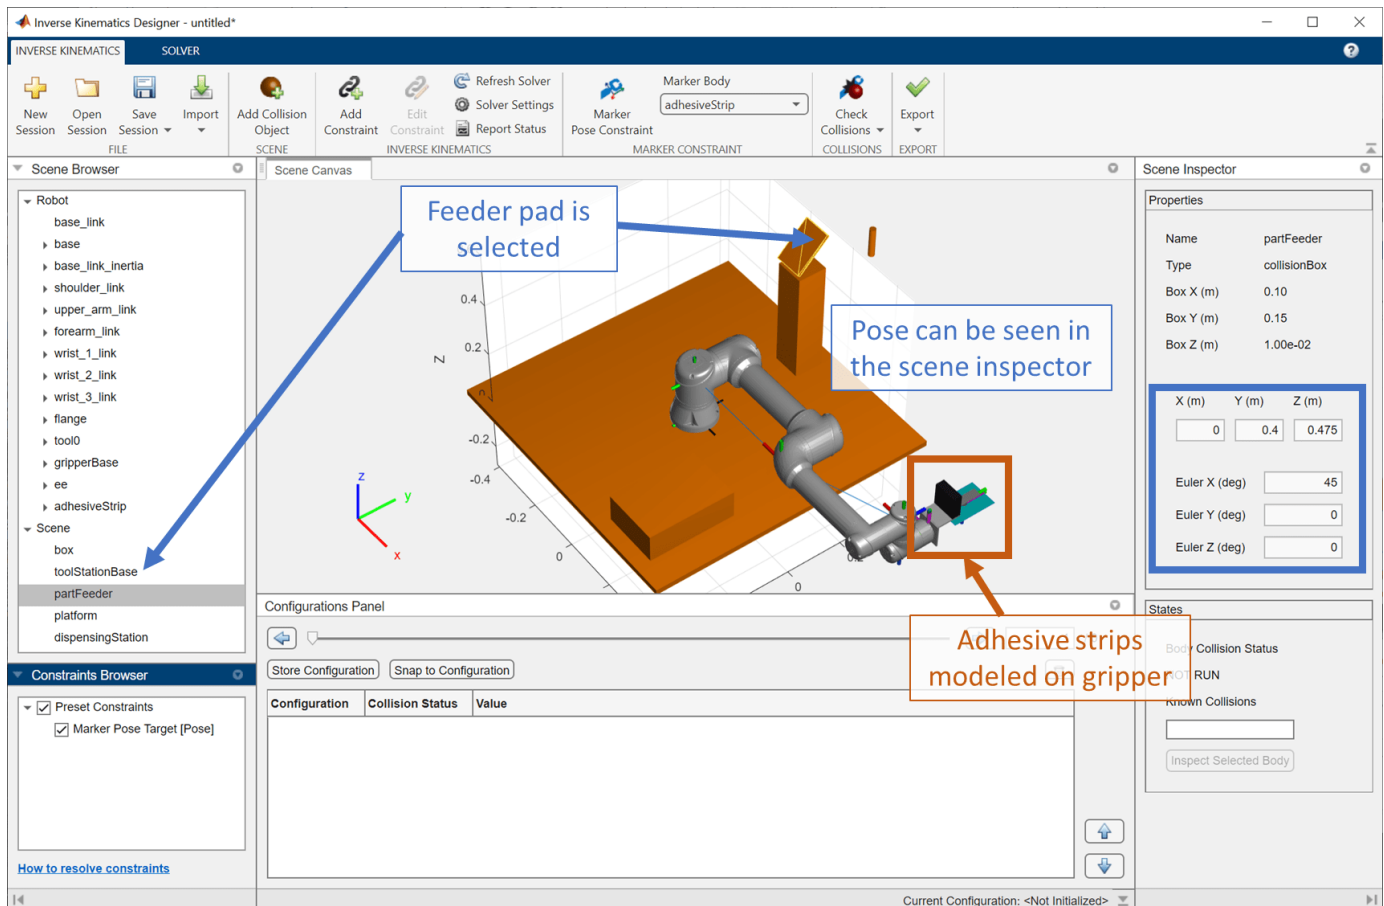 Inverse Kinematics Designer - untitled*
INVERSE KINEMATICS SOLVER
New Session
Open Session
Save Session
Import
FILE
Add Collision Object
SCENE
Add Constraint
Edit Constraint
Refresh Solver
Solver Settings
Report Status
INVERSE KINEMATICS
Marker Pose Constraint
Marker Body
adhesiveStrip
MARKER CONSTRAINT
Check Collisions
COLLISIONS
Export
EXPORT
Scene Browser
Robot
base_link
base
base_link_inertia
shoulder_link
upper_arm_link
forearm_link
wrist_1_link
wrist_2_link
wrist_3_link
flange
tool0
gripperBase
ee
adhesiveStrip
Scene
box
toolStationBase
partFeeder
platform
dispensingStation
Constraints Browser
Preset Constraints
Marker Pose Target [Pose]
How to resolve constraints
Scene Canvas
Feeder pad is
selected
Pose can be seen in
the scene inspector
0.4
0.2
Z
0
-0.2
-0.4
-0.2
0
0.2
0
z
y
x
Adhesive strips
modeled on gripper
Configurations Panel
Store Configuration
Snap to Configuration
Configuration Collision Status Value
Current Configuration: <Not Initialized>
Scene Inspector
Properties
Name partFeeder
Type collisionBox
Box X (m) 0.10
Box Y (m) 0.15
Box Z (m) 1.00e-02
X (m) Y (m) Z (m)
0 0.4 0.475
Euler X (deg) 45
Euler Y (deg) 0
Euler Z (deg) 0
States
Body Collision Status
NOT RUN
Known Collisions
Inspect Selected Body